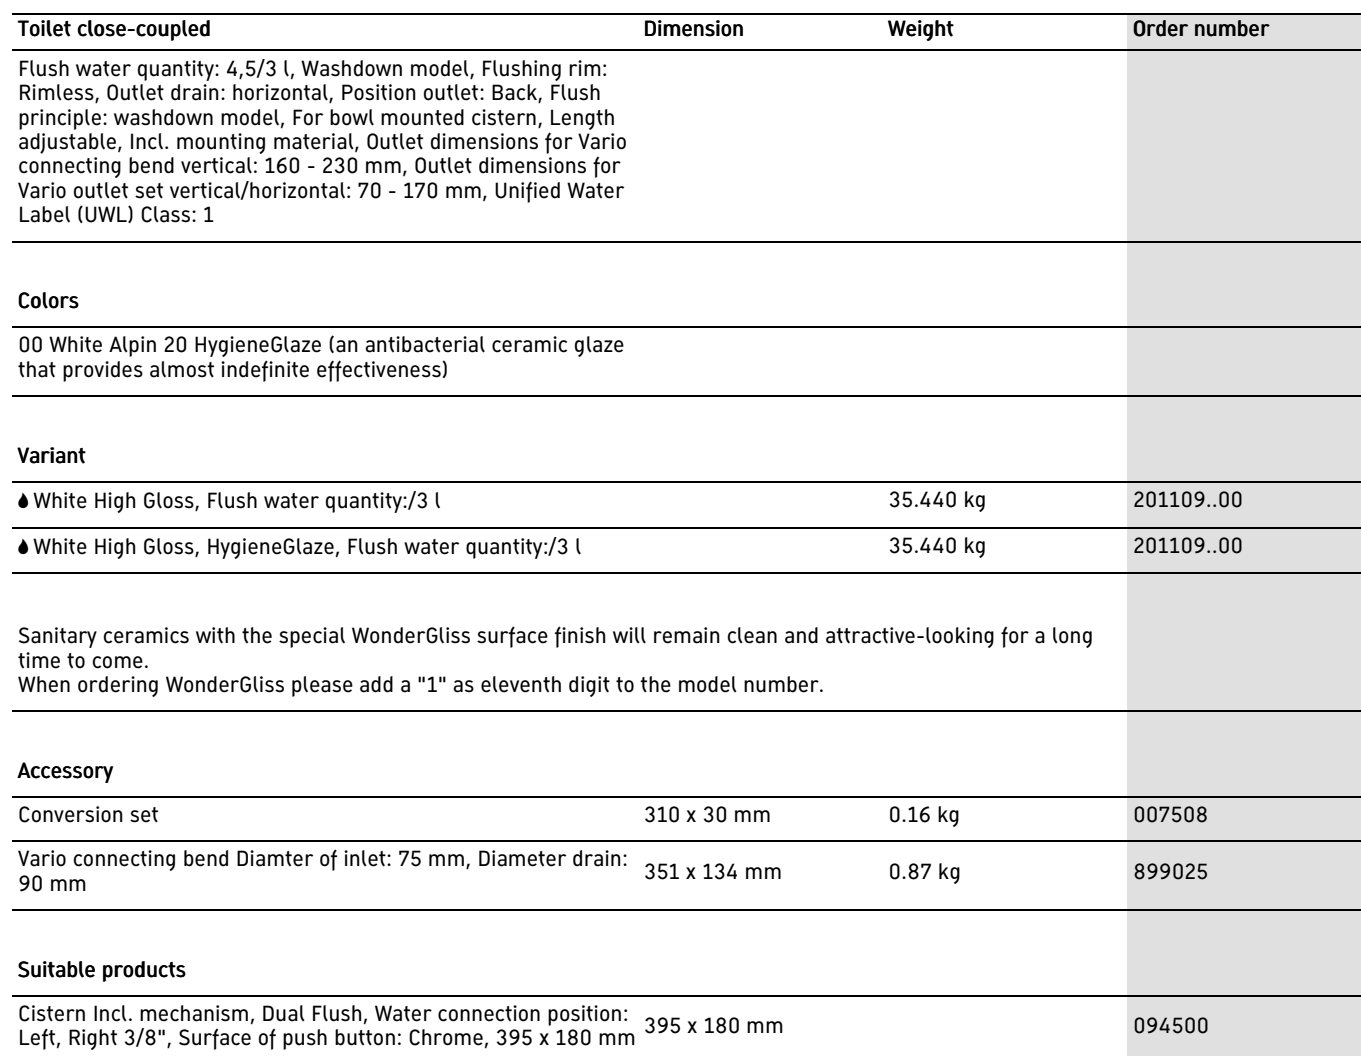 Toilet close-coupled Dimension Weight Order number
Flush water quantity: 4,5/3 l, Washdown model, Flushing rim:
Rimless, Outlet drain: horizontal, Position outlet: Back, Flush
principle: washdown model, For bowl mounted cistern, Length
adjustable, Incl. mounting material, Outlet dimensions for Vario
connecting bend vertical: 160 - 230 mm, Outlet dimensions for
Vario outlet set vertical/horizontal: 70 - 170 mm, Unified Water
Label (UWL) Class: 1
Colors
00 White Alpin 20 HygieneGlaze (an antibacterial ceramic glaze
that provides almost indefinite effectiveness)
Variant
White High Gloss, Flush water quantity:/3 l 35.440 kg 201109..00
White High Gloss, HygieneGlaze, Flush water quantity:/3 l 35.440 kg 201109..00
Sanitary ceramics with the special WonderGliss surface finish will remain clean and attractive-looking for a long
time to come.
When ordering WonderGliss please add a "1" as eleventh digit to the model number.
Accessory
Conversion set 310 x 30 mm 0.16 kg 007508
Vario connecting bend Diamter of inlet: 75 mm, Diameter drain:
90 mm 351 x 134 mm 0.87 kg 899025
Suitable products
Cistern Incl. mechanism, Dual Flush, Water connection position:
Left, Right 3/8", Surface of push button: Chrome, 395 x 180 mm 395 x 180 mm 094500